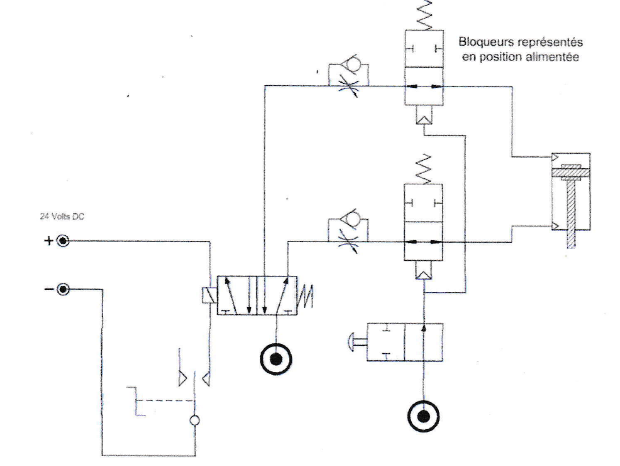 Bloqueurs représentés
en position alimentée
24 Volts DC
+
−